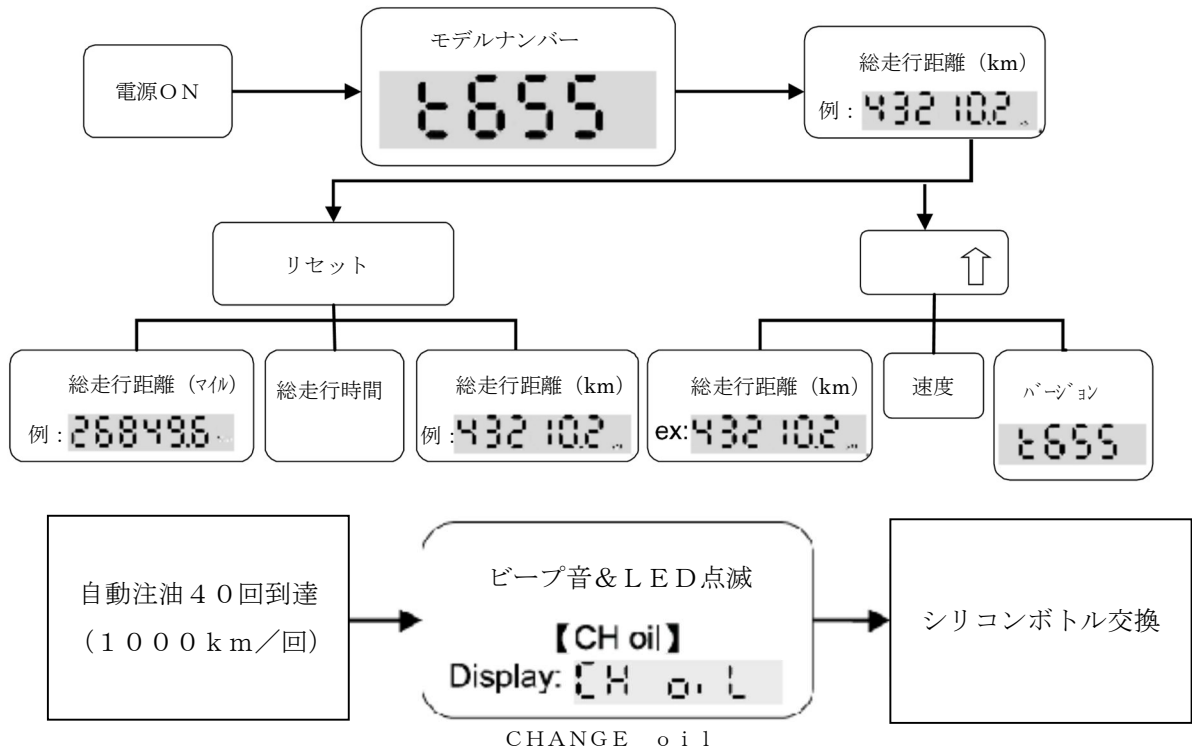 モデルナンバー
電源ON
t655
総走行距離(km)
例:43210.2
リセット
総走行距離(マイル)
例:26849.6
総走行時間
総走行距離(km)
例:43210.2
総走行距離(km)
ex:43210.2
速度
バージョン
t655
自動注油40回到達
(1000km/回)
ビープ音&LED点滅
【CH oil】
Display: CH oiL
CHANGE oil
シリコンボトル交換